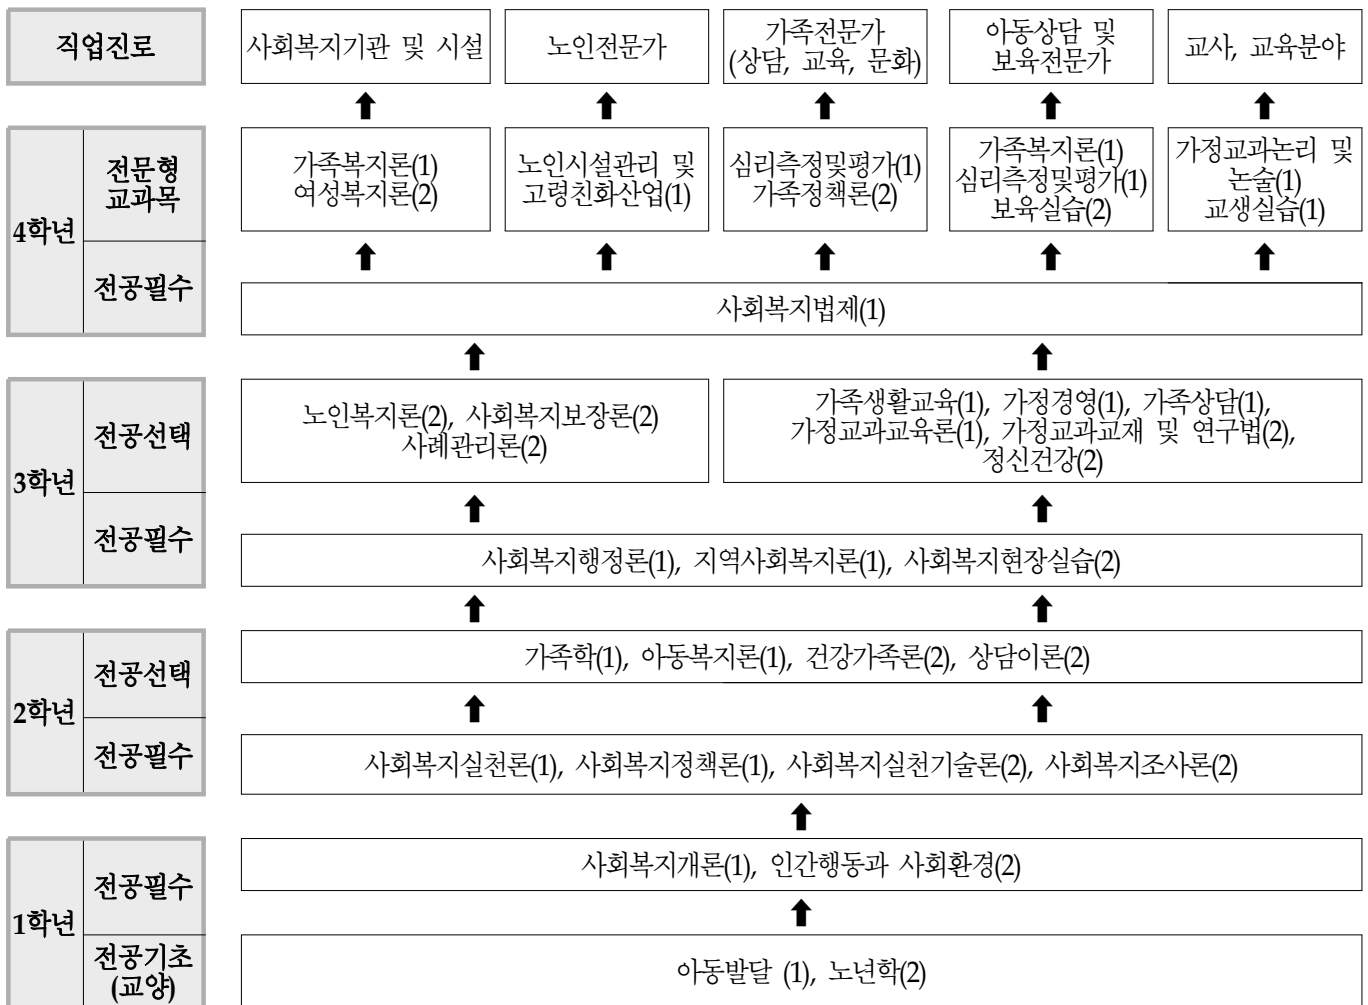 직업진로
사회복지기관 및 시설
노인전문가
가족전문가
(상담, 교육, 문화)
아동상담 및
보육전문가
교사, 교육분야
4학년
전문형
교과목
가족복지론(1)
여성복지론(2)
노인시설관리 및
고령친화산업(1)
심리측정및평가(1)
가족정책론(2)
가족복지론(1)
심리측정및평가(1)
보육실습(2)
가정교과논리 및
논술(1)
교생실습(1)
전공필수
사회복지법제(1)
3학년
전공선택
노인복지론(2), 사회복지보장론(2)
사례관리론(2)
가족생활교육(1), 가정경영(1), 가족상담(1),
가정교과교육론(1), 가정교과교재 및 연구법(2),
정신건강(2)
전공필수
사회복지행정론(1), 지역사회복지론(1), 사회복지현장실습(2)
2학년
전공선택
가족학(1), 아동복지론(1), 건강가족론(2), 상담이론(2)
전공필수
사회복지실천론(1), 사회복지정책론(1), 사회복지실천기술론(2), 사회복지조사론(2)
1학년
전공필수
사회복지개론(1), 인간행동과 사회환경(2)
전공기초
(교양)
아동발달 (1), 노년학(2)